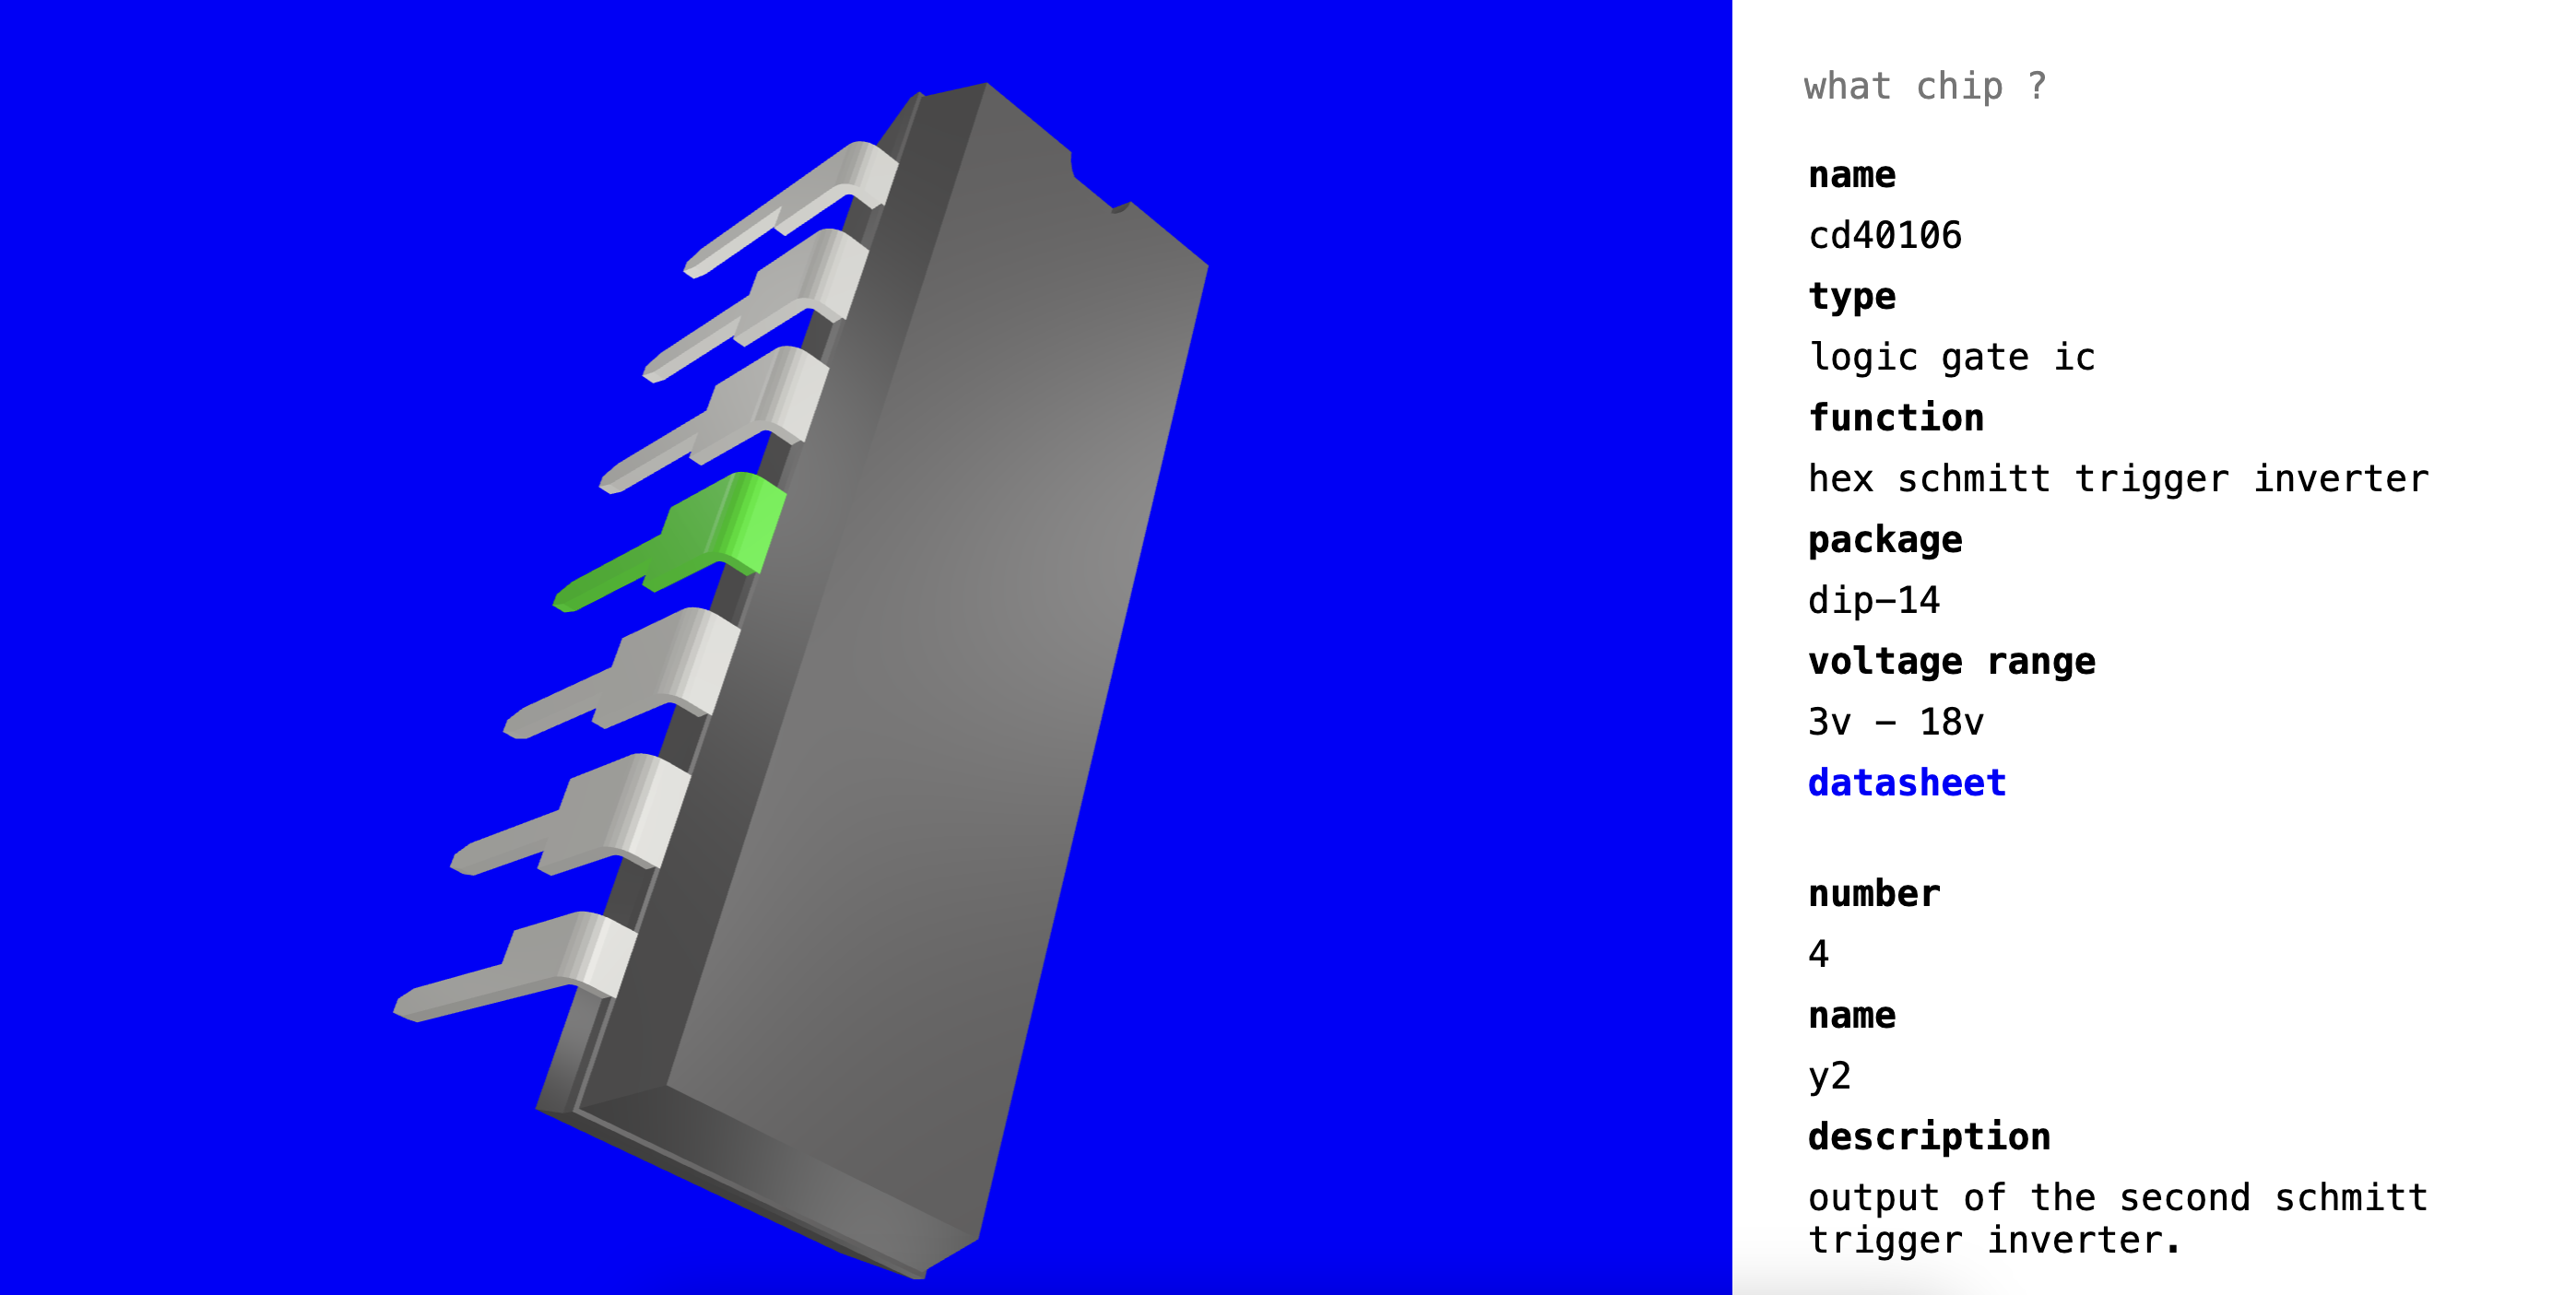 what chip ?
name
cd40106
type
logic gate ic
function
hex schmitt trigger inverter
package
dip-14
voltage range
3v - 18v
datasheet
number
4
name
y2
description
output of the second schmitt
trigger inverter.